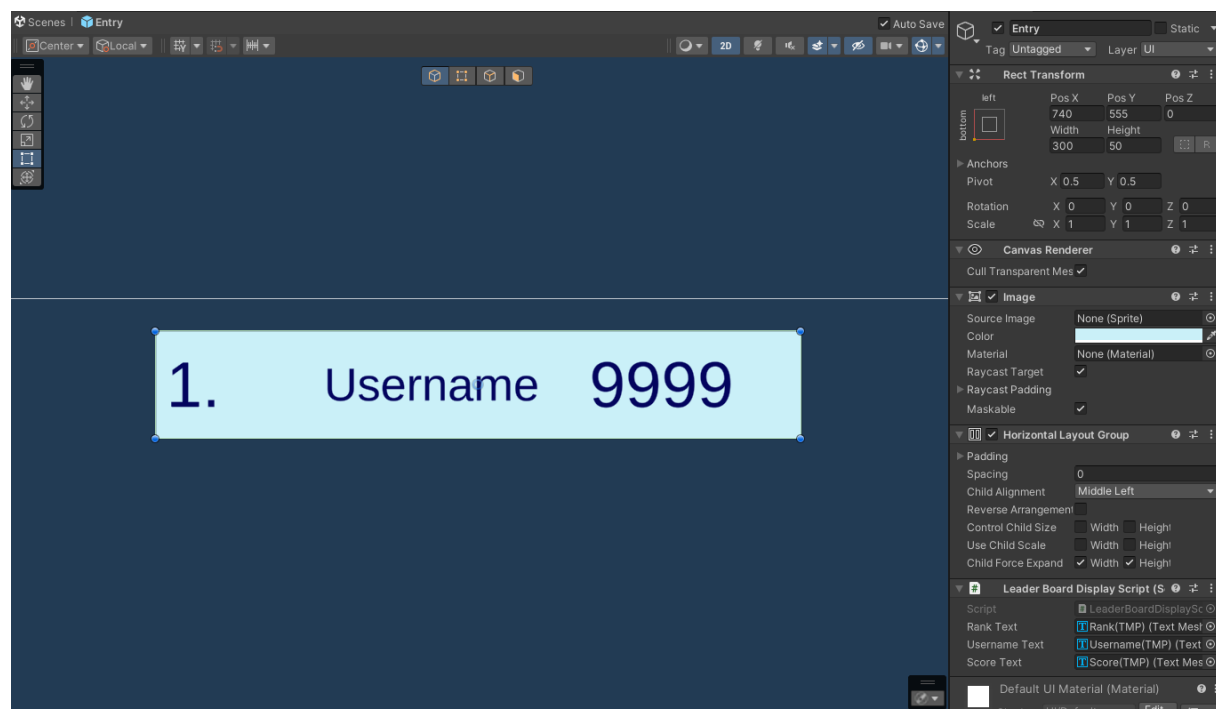 Scenes | Entry
Auto Save
Center Local 2D
1. Username 9999
Entry Static
Tag Untagged Layer UI
Rect Transform
left Pos X Pos Y Pos Z
bottom 740 555 0
Width Height
300 50 R
Anchors
Pivot X 0.5 Y 0.5
Rotation X 0 Y 0 Z 0
Scale X 1 Y 1 Z 1
Canvas Renderer
Cull Transparent Mes
Image
Source Image None (Sprite)
Color
Material None (Material)
Raycast Target
Raycast Padding
Maskable
Horizontal Layout Group
Padding
Spacing 0
Child Alignment Middle Left
Reverse Arrangement
Control Child Size Width Height
Use Child Scale Width Height
Child Force Expand Width Height
# Leader Board Display Script (S
Script LeaderBoardDisplaySc
Rank Text Rank(TMP) (Text Mesh
Username Text Username(TMP) (Text
Score Text Score(TMP) (Text Mes
Default UI Material (Material)
Edit